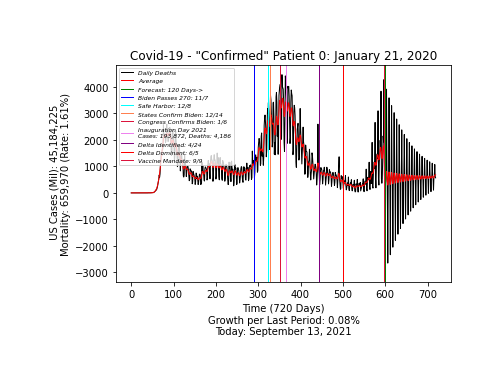 Covid-19 - "Confirmed" Patient 0: January 21, 2020
US Cases (Mil): 45,184,225
Mortality: 659,970 (Rate: 1.61%)
4000
3000
2000
1000
0
−1000
−2000
−3000
Daily Deaths
Average
Forecast: 120 Days->
Biden Passes 270: 11/7
Safe Harbor: 12/8
States Confirm Biden: 12/14
Congress Confirms Biden: 1/6
Inauguration Day 2021
Cases: 193,872, Deaths: 4,186
Delta Identified: 4/24
Delta Dominant: 6/5
Vaccine Mandate: 9/9
0 100 200 300 400 500 600 700
Time (720 Days)
Growth per Last Period: 0.08%
Today: September 13, 2021